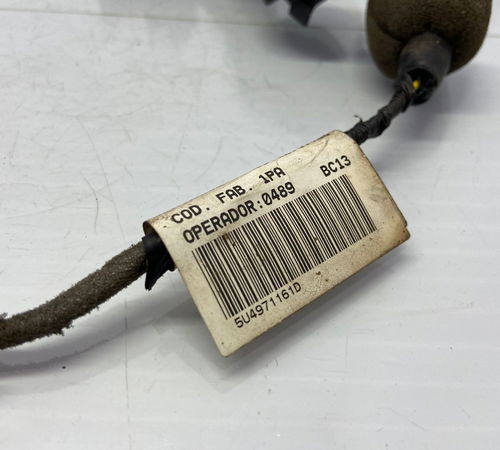 COD. FAB. 1PA BC13
OPERADOR:0489
5U4971161D